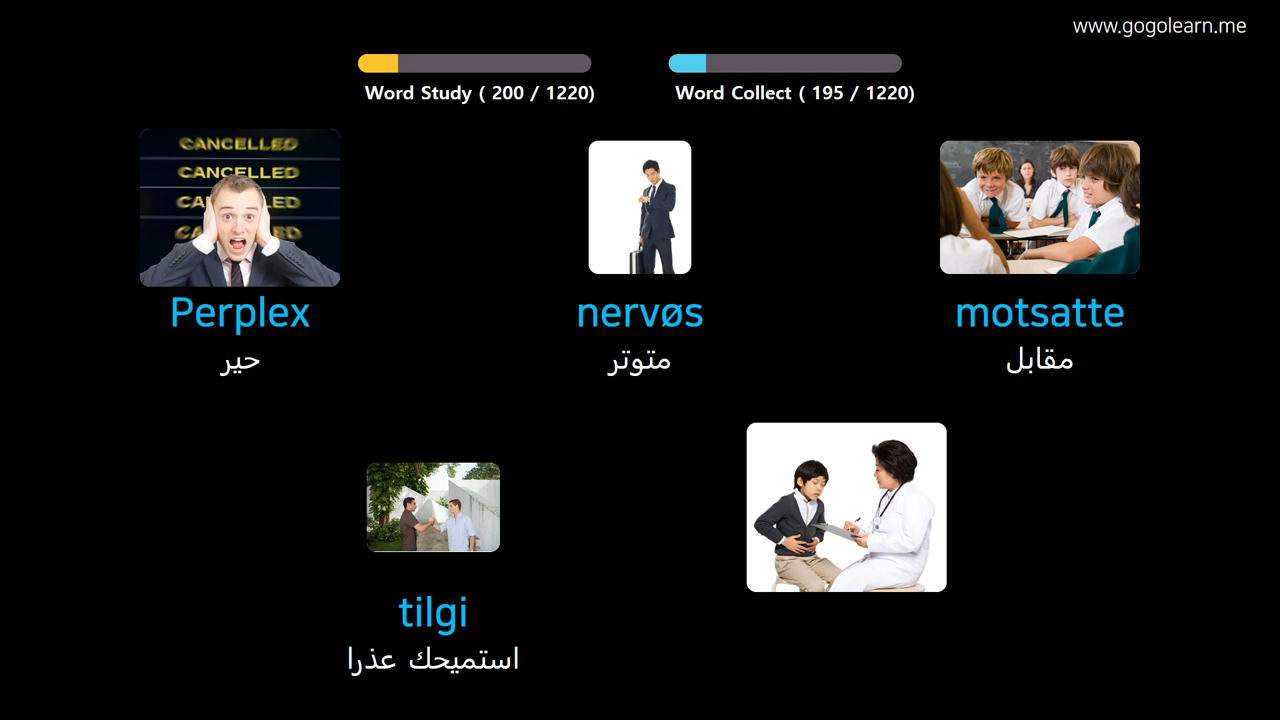 www.gogolearn.me
Word Study ( 200 / 1220)
Word Collect ( 195 / 1220)
CANCELLED
CANCELLED
Perplex
حير
nervøs
متوتر
motsatte
مقابل
tilgi
استميحك عذرا